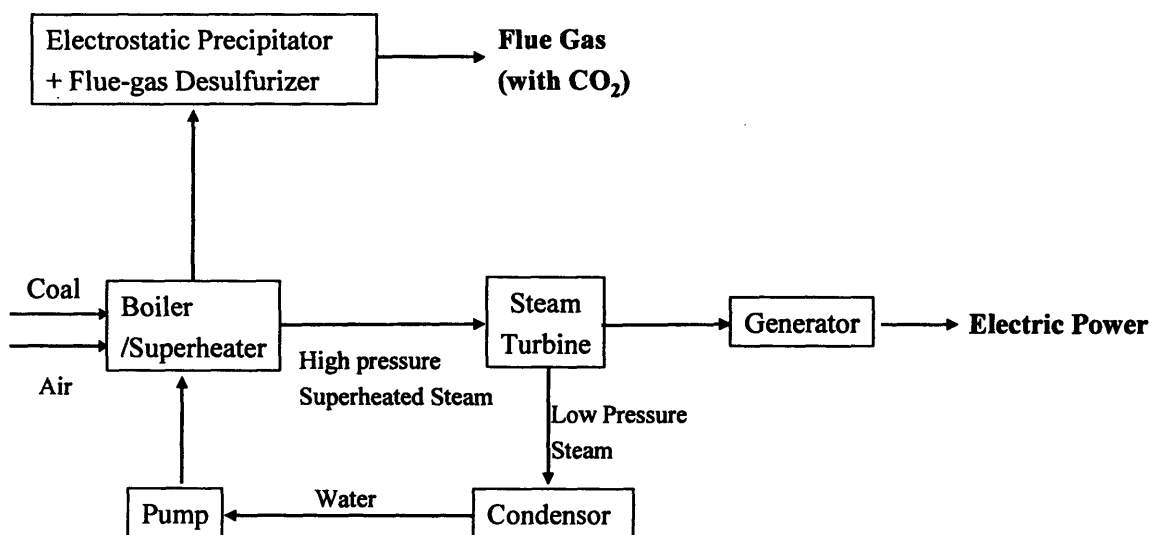 Electrostatic Precipitator
+ Flue-gas Desulfurizer
Flue Gas
(with CO₂)
Coal
Air
Boiler
/Superheater
High pressure
Superheated Steam
Steam
Turbine
Generator
Electric Power
Low Pressure
Steam
Pump
Water
Condensor